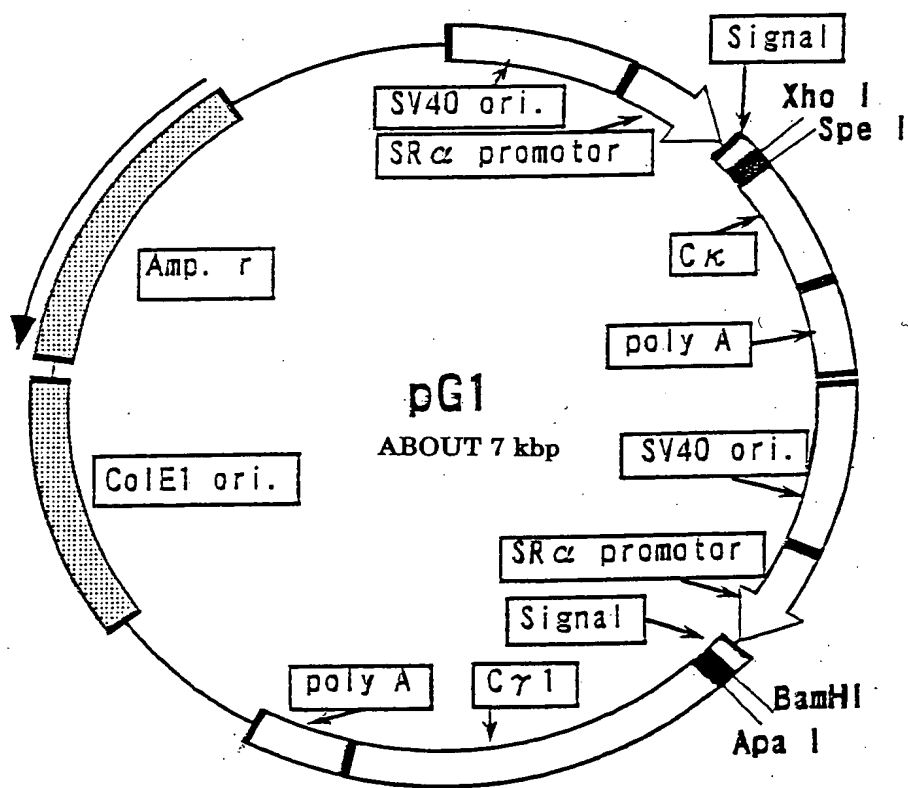 Signal
Xho I
Spe I
SV40 ori.
SRα promotor
Cκ
Amp. r
poly A
pG1
ABOUT 7 kbp
SV40 ori.
ColE1 ori.
SRα promotor
Signal
poly A
Cγ1
BamHI
Apa I